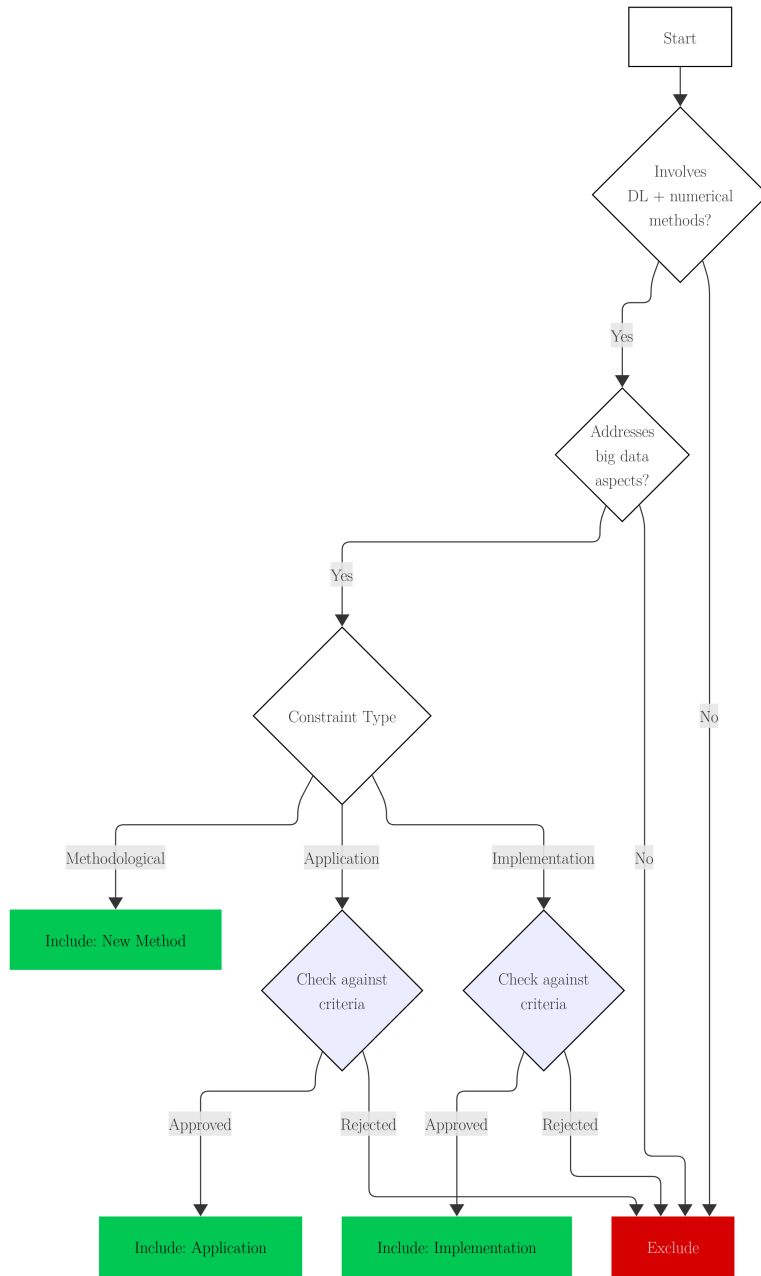 Start
Involves
DL + numerical
methods?
Yes
Addresses
big data
aspects?
Yes
Constraint Type
No
Methodological
Application
Implementation
No
Include: New Method
Check against
criteria
Check against
criteria
Approved
Rejected
Approved
Rejected
Include: Application
Include: Implementation
Exclude